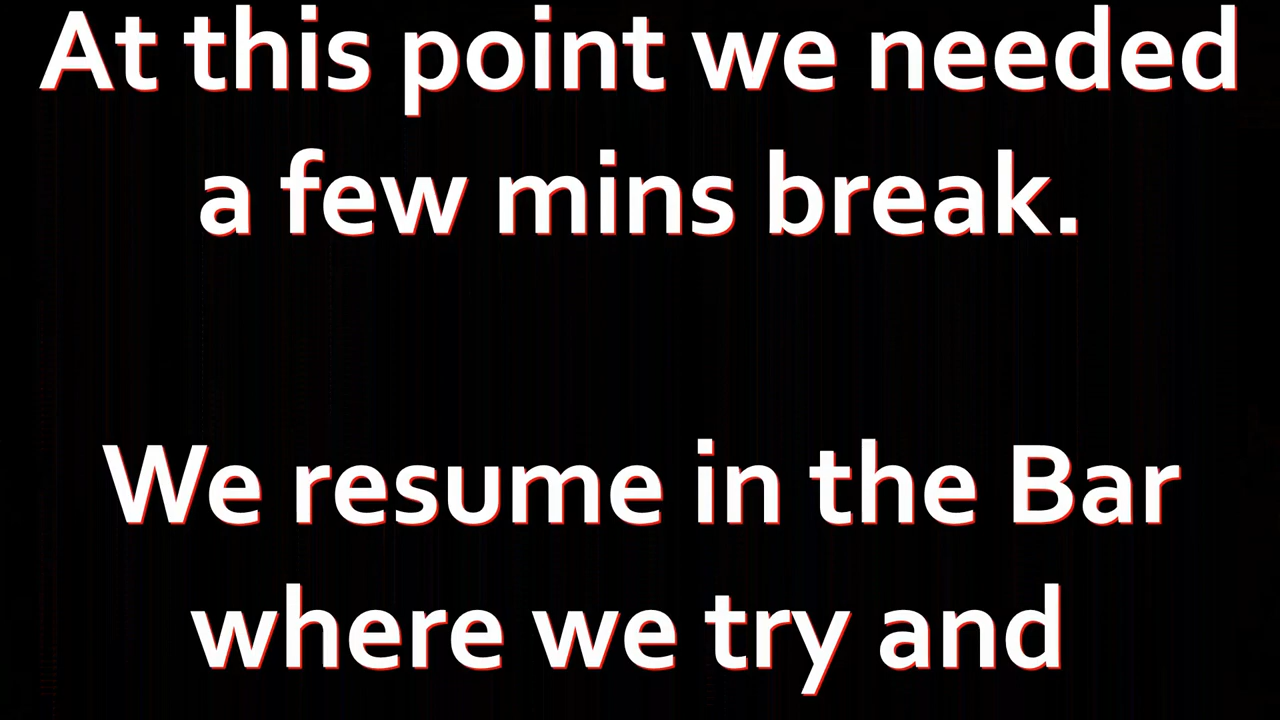 At this point we needed
a few mins break.
We resume in the Bar
where we try and